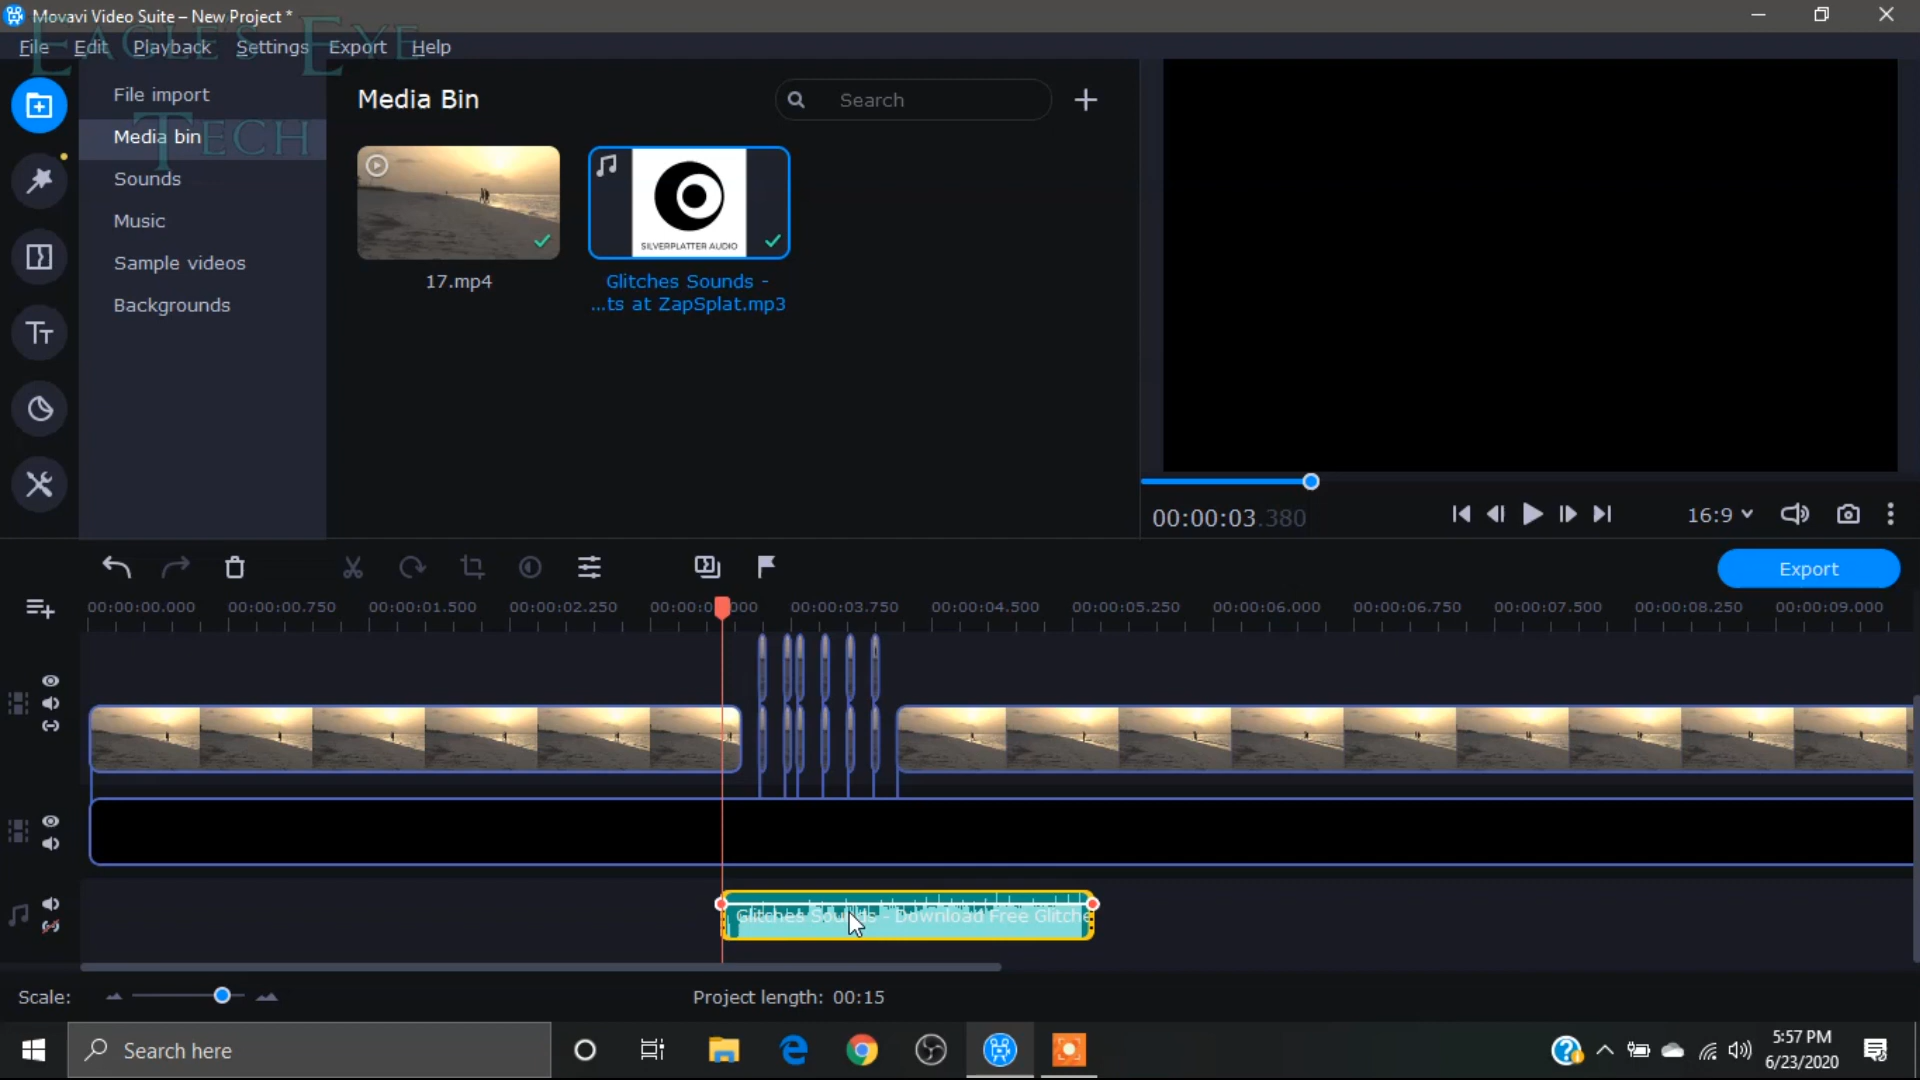 Movavi Video Suite – New Project *
EAGLE'S EYE
TECH
File Edit Playback Settings Export Help
File import
Media bin
Sounds
Music
Sample videos
Backgrounds
Media Bin
Search
SILVERPLATTER AUDIO
17.mp4
Glitches Sounds -
...ts at ZapSplat.mp3
00:00:03.380
16:9
Export
00:00:00.000 00:00:00.750 00:00:01.500 00:00:02.250 00:00:03.750 00:00:04.500 00:00:05.250 00:00:06.000 00:00:06.750 00:00:07.500 00:00:08.250 00:00:09.000
Glitches Sounds - Download Free Glitche
Scale:
Project length: 00:15
Search here
5:57 PM
6/23/2020